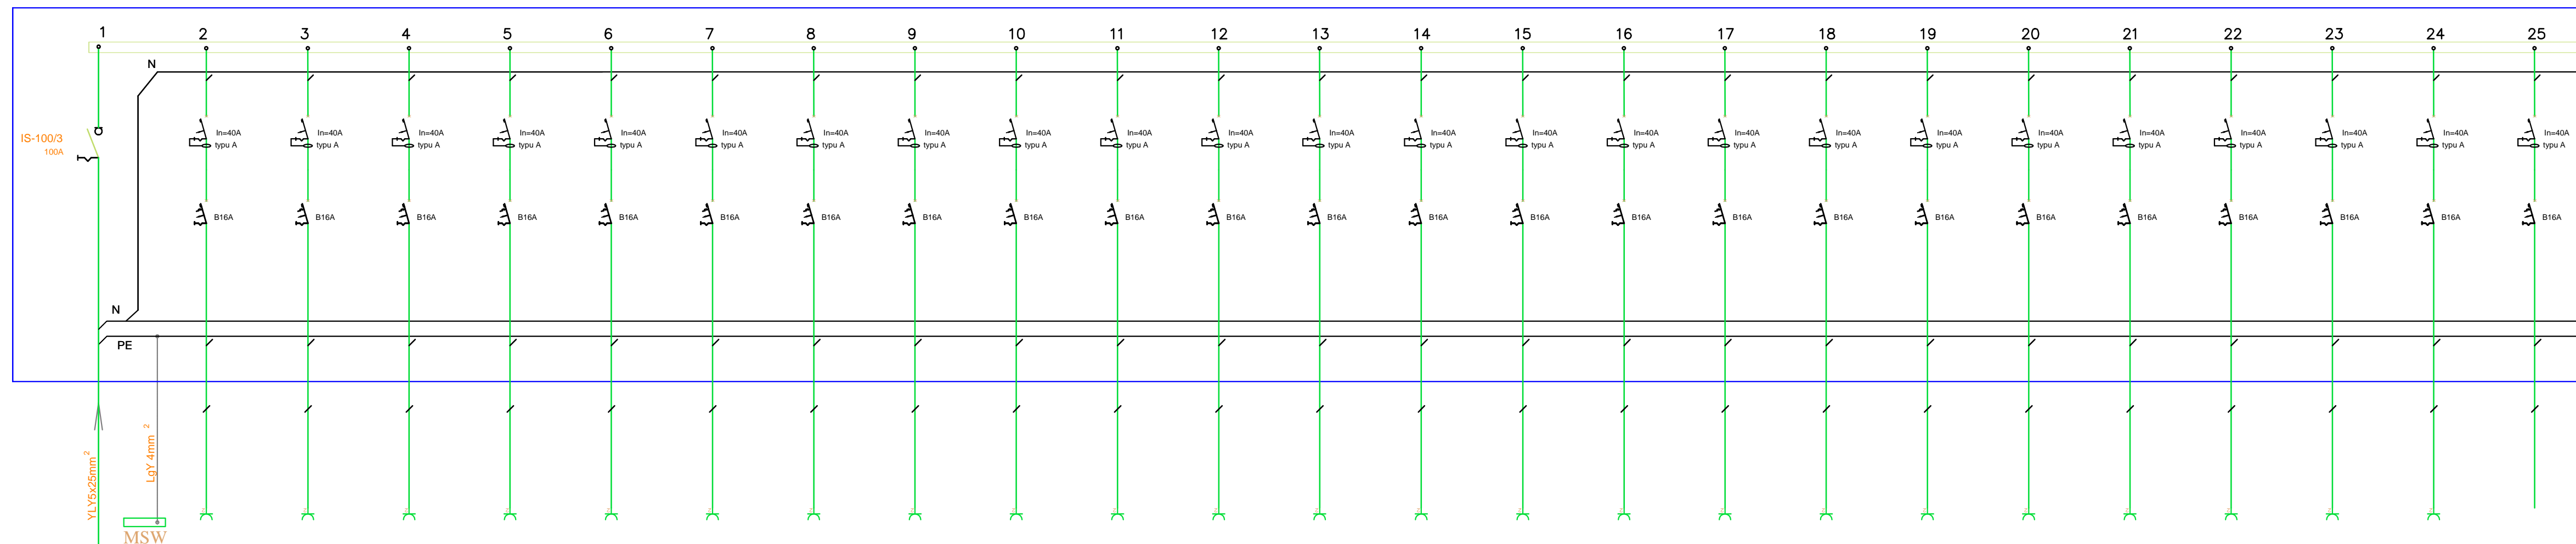 1 2 3 4 5 6 7 8 9 10 11 12 13 14 15 16 17 18 19 20 21 22 23 24 25
N
In=40A In=40A In=40A In=40A In=40A In=40A In=40A In=40A In=40A In=40A In=40A In=40A In=40A In=40A In=40A In=40A In=40A In=40A In=40A In=40A In=40A In=40A In=40A In=40A
IS-100/3
typu A typu A typu A typu A typu A typu A typu A typu A typu A typu A typu A typu A typu A typu A typu A typu A typu A typu A typu A typu A typu A typu A typu A typu A
100A
B16A B16A B16A B16A B16A B16A B16A B16A B16A B16A B16A B16A B16A B16A B16A B16A B16A B16A B16A B16A B16A B16A B16A B16A
N
PE
YLY5x25mm²
LgY 4mm ²
MSW